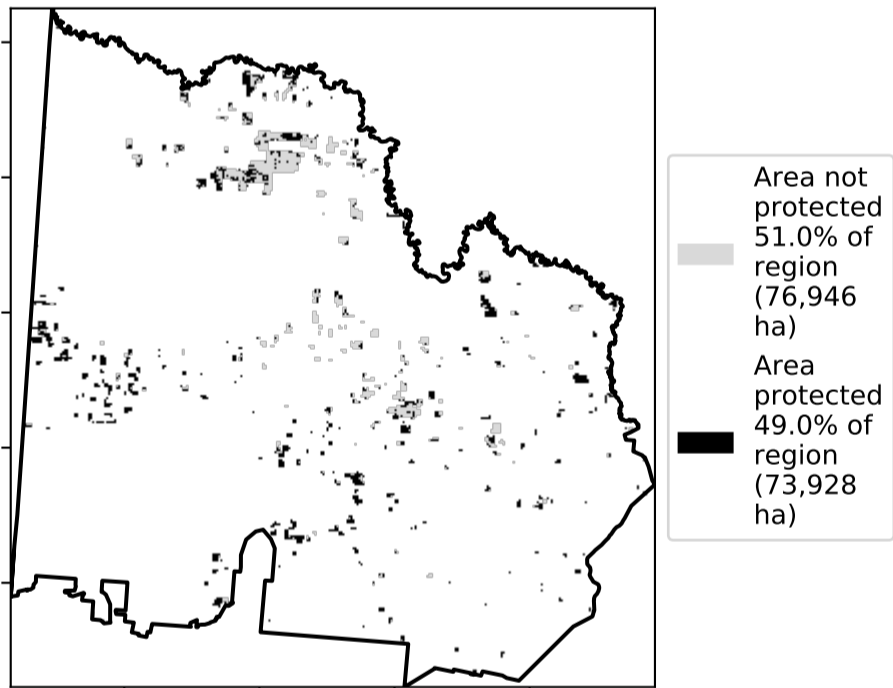 Area not
protected
51.0% of
region
(76,946
ha)
Area
protected
49.0% of
region
(73,928
ha)